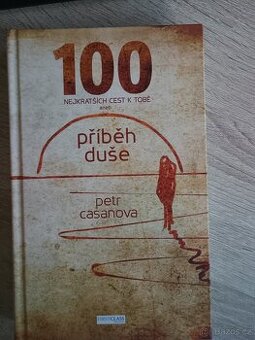 100
NEJKRATŠÍCH CEST K TOBĚ
aneb
příběh
duše
petr
casanova